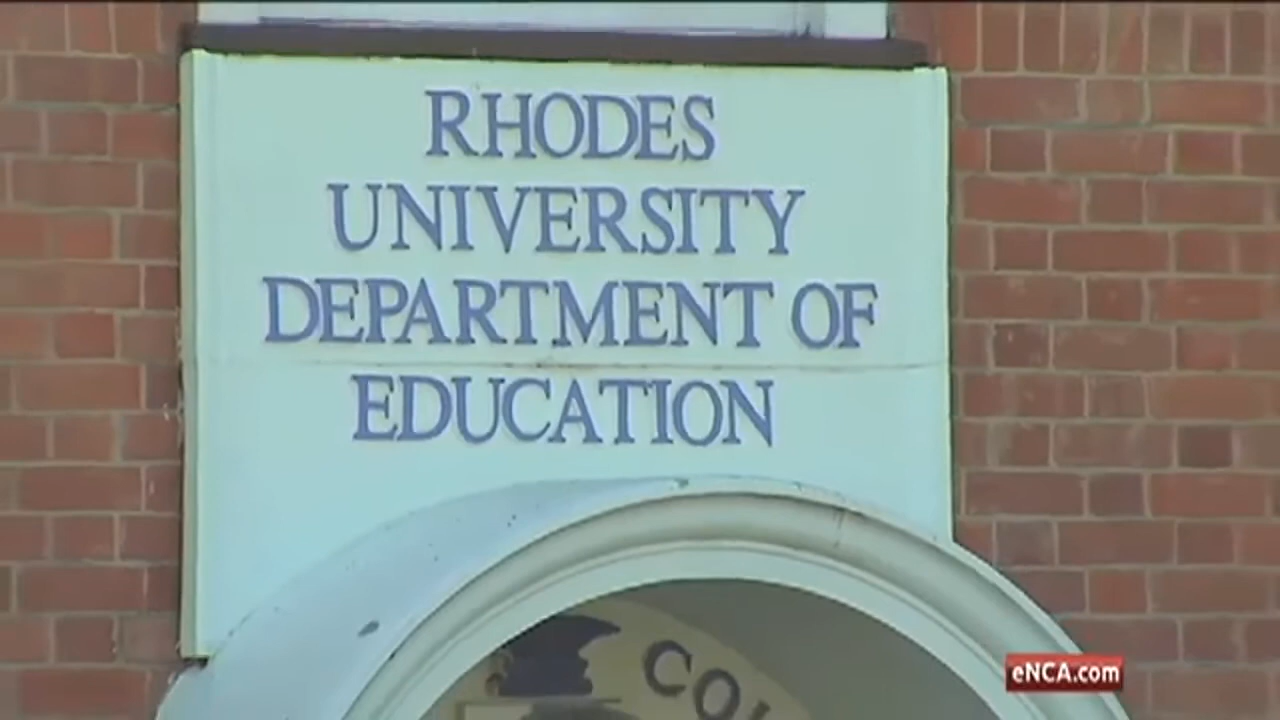 RHODES
UNIVERSITY
DEPARTMENT OF
EDUCATION
eNCA.com